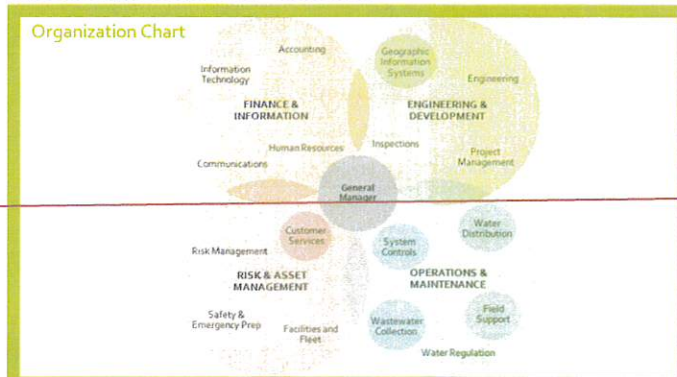 Organization Chart
Accounting
Information
Technology
FINANCE &
INFORMATION
Human Resources
Communications
Geographic
Information
Systems
Engineering
ENGINEERING &
DEVELOPMENT
Inspections
Project
Management
General
Manager
Customer
Services
Risk Management
RISK & ASSET
MANAGEMENT
Safety &
Emergency Prep
Facilities and
Fleet
System
Controls
Water
Distribution
OPERATIONS &
MAINTENANCE
Wastewater
Collection
Field
Support
Water Regulation